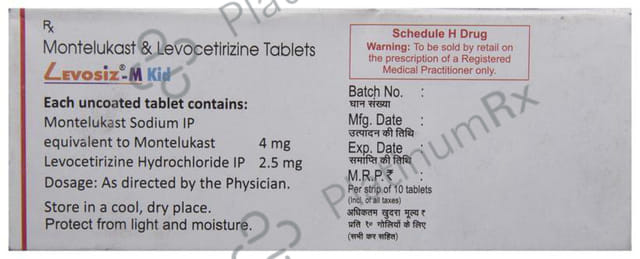 Rx
Montelukast & Levocetirizine Tablets
LEVOSIZ®-M Kid
Each uncoated tablet contains:
Montelukast Sodium IP
equivalent to Montelukast 4 mg
Levocetirizine Hydrochloride IP 2.5 mg
Dosage: As directed by the Physician.
Store in a cool, dry place.
Protect from light and moisture.
Schedule H Drug
Warning: To be sold by retail on
the prescription of a Registered
Medical Practitioner only.
Batch No. :
घान संख्या
Mfg. Date :
उत्पादन की तिथि
Exp. Date :
समाप्ति की तिथि
M.R.P.₹ :
Per strip of 10 tablets
(Incl. of all taxes)
अधिकतम खुदरा मूल्य ₹
प्रति १० गोलियों के लिए
(सभी कर सहित)
PlatinumRx